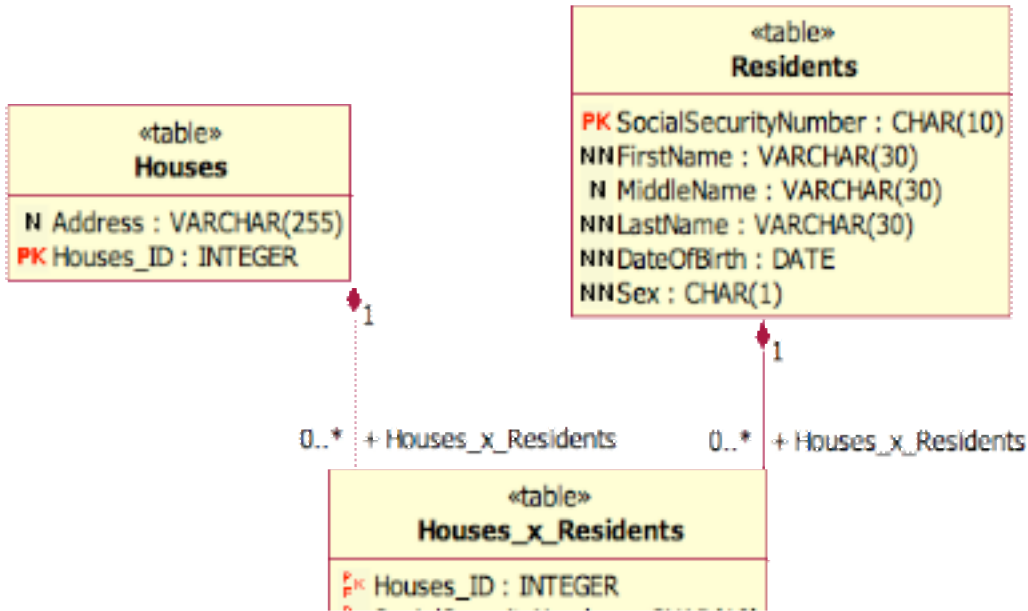 «table»
Residents
PK SocialSecurityNumber : CHAR(10)
NN FirstName : VARCHAR(30)
N MiddleName : VARCHAR(30)
NN LastName : VARCHAR(30)
NN DateOfBirth : DATE
NN Sex : CHAR(1)
«table»
Houses
N Address : VARCHAR(255)
PK Houses_ID : INTEGER
1
1
0..* + Houses_x_Residents
0..* + Houses_x_Residents
«table»
Houses_x_Residents
PF K Houses_ID : INTEGER